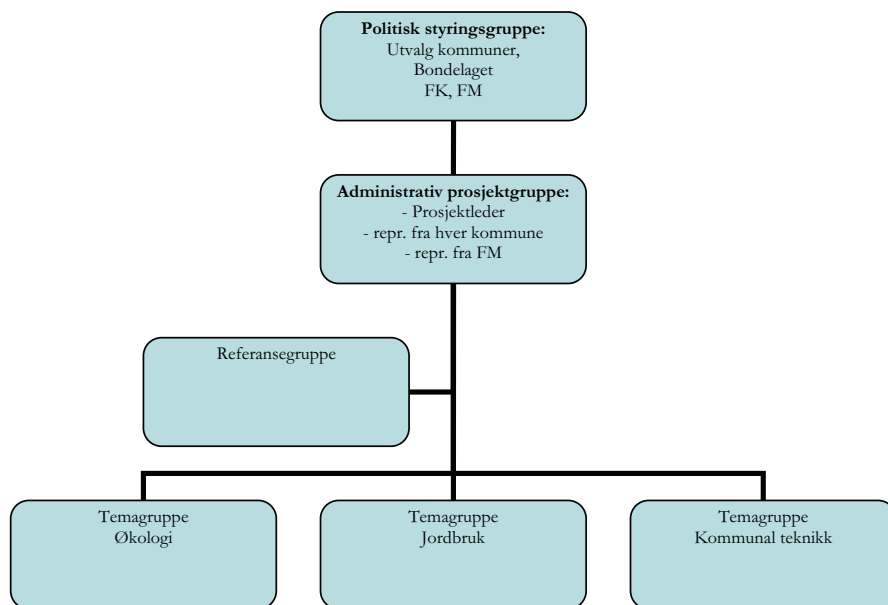 Politisk styringsgruppe:
Utvalg kommuner,
Bondelaget
FK, FM
Administrativ prosjektgruppe:
- Prosjektleder
- repr. fra hver kommune
- repr. fra FM
Referansegruppe
Temagruppe
Økologi
Temagruppe
Jordbruk
Temagruppe
Kommunal teknikk